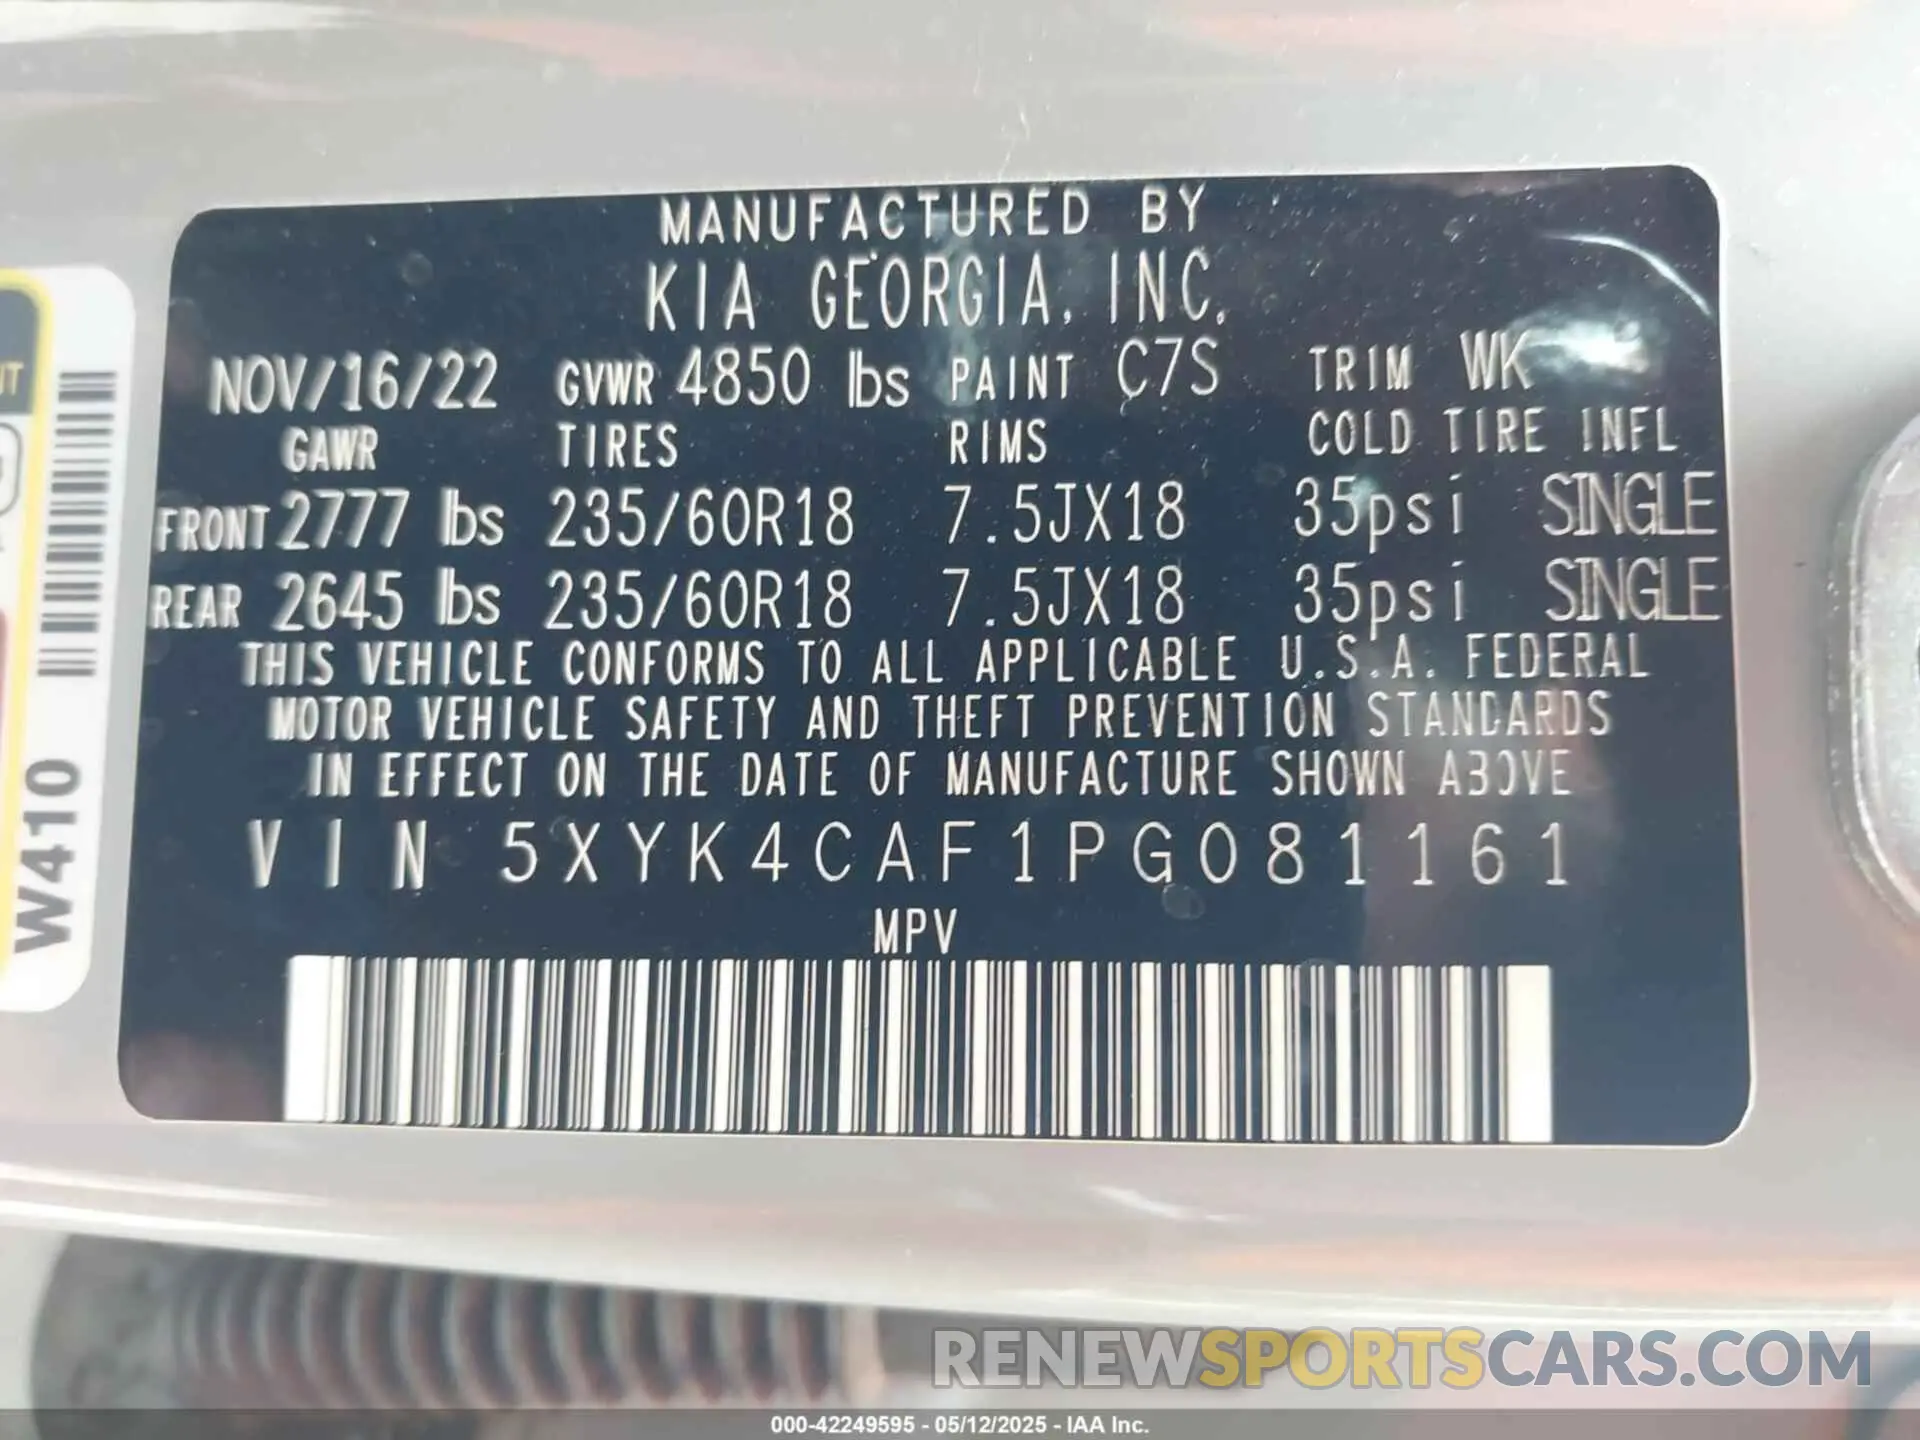 MANUFACTURED BY
KIA GEORGIA, INC.
NOV/16/22 GVWR 4850 lbs PAINT C7S TRIM WK
GAWR TIRES RIMS COLD TIRE INFL
FRONT 2777 lbs 235/60R18 7.5JX18 35psi SINGLE
REAR 2645 lbs 235/60R18 7.5JX18 35psi SINGLE
THIS VEHICLE CONFORMS TO ALL APPLICABLE U.S.A. FEDERAL
MOTOR VEHICLE SAFETY AND THEFT PREVENTION STANDARDS
IN EFFECT ON THE DATE OF MANUFACTURE SHOWN ABOVE
VIN 5XYK4CAF1PG081161
MPV
W410
RENEWSPORTSCARS.COM
000-42249595 - 05/12/2025 - IAA Inc.